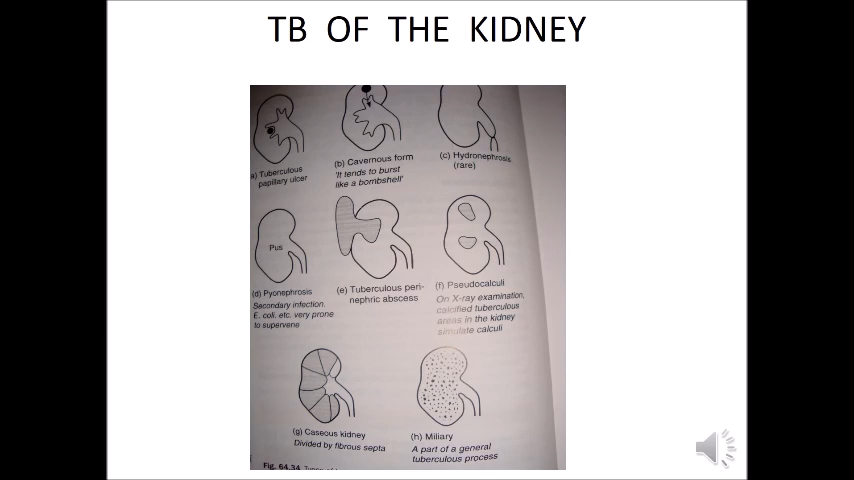 TB OF THE KIDNEY
a) Tuberculous
papillary ulcer
(b) Cavernous form
'It tends to burst
like a bombshell'
(c) Hydronephrosis
(rare)
Pus
(d) Pyonephrosis
Secondary infection.
E. coli. etc. very prone
to supervene
(e) Tuberculous peri-
nephric abscess
(f) Pseudocalculi
On X-ray examination,
calcified tuberculous
areas in the kidney
simulate calculi
(g) Caseous kidney
Divided by fibrous septa
(h) Miliary
A part of a general
tuberculous process
Fig. 64.34